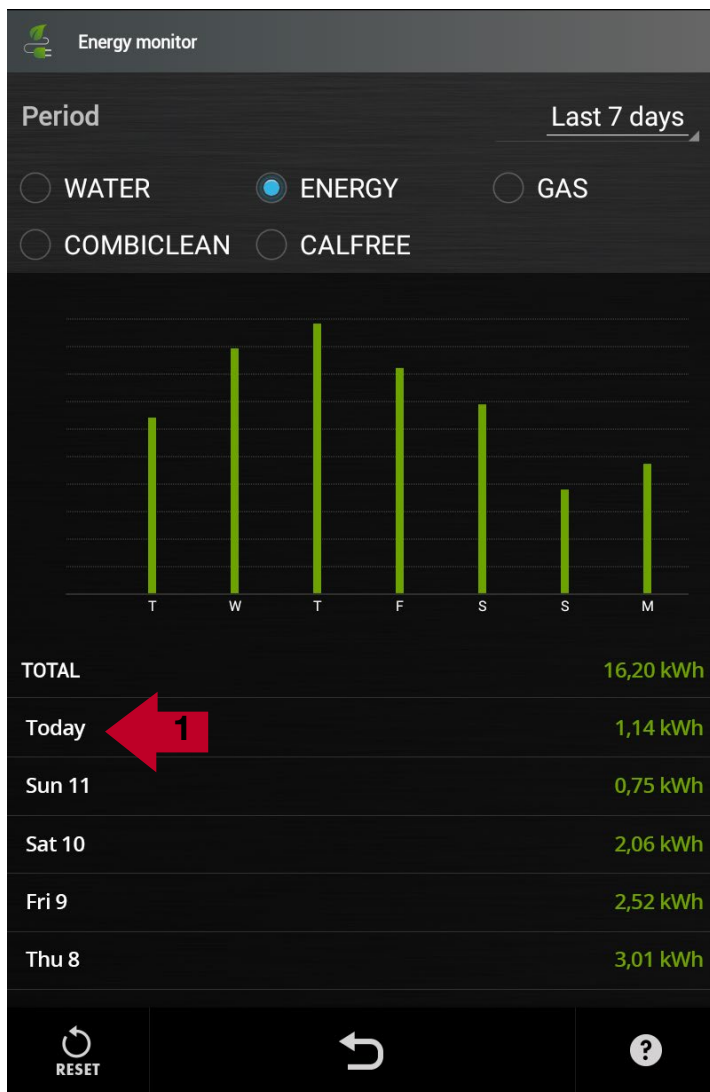 Energy monitor
Period Last 7 days
WATER ENERGY GAS
COMBICLEAN CALFREE
T W T F S S M
TOTAL 16,20 kWh
Today 1 1,14 kWh
Sun 11 0,75 kWh
Sat 10 2,06 kWh
Fri 9 2,52 kWh
Thu 8 3,01 kWh
RESET ?